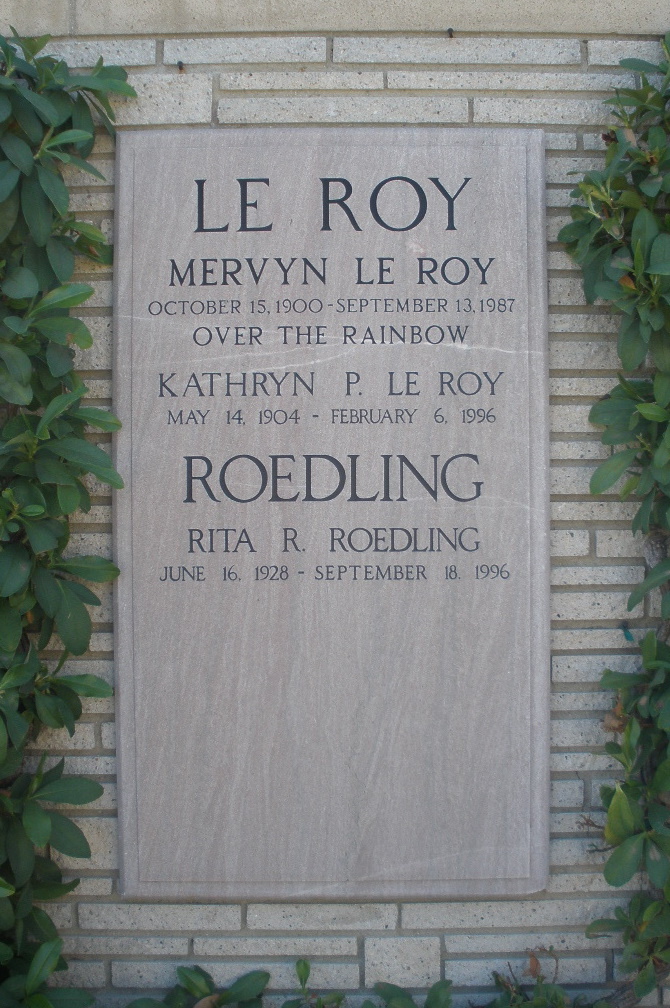 LE ROY
MERVYN LE ROY
OCTOBER 15, 1900 - SEPTEMBER 13, 1987
OVER THE RAINBOW
KATHRYN P. LE ROY
MAY 14, 1904 - FEBRUARY 6, 1996
ROEDLING
RITA R. ROEDLING
JUNE 16, 1928 - SEPTEMBER 18, 1996